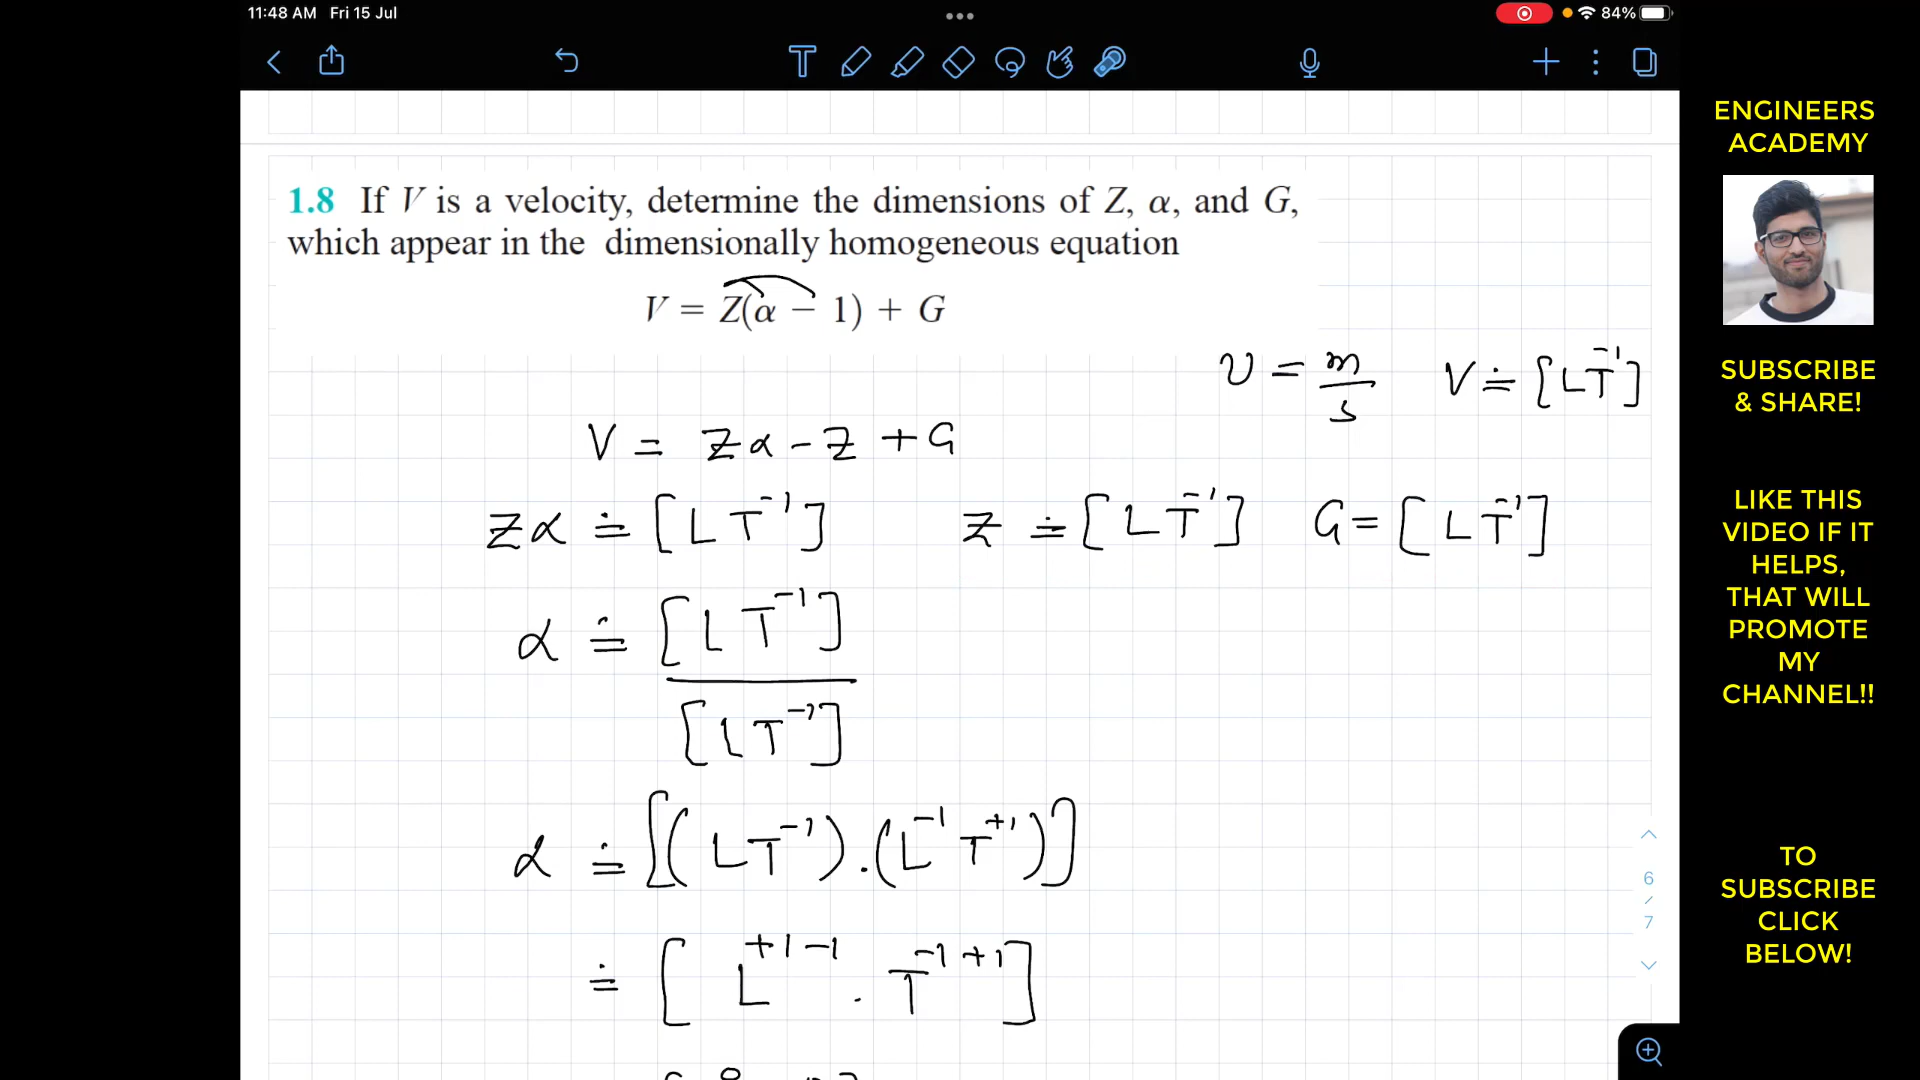 11:48 AM Fri 15 Jul
84%
1.8 If V is a velocity, determine the dimensions of Z, α, and G,
which appear in the dimensionally homogeneous equation
V = Z(α − 1) + G
υ = m/s V ≐ [LT⁻¹]
V = Zα − Z + G
Zα ≐ [LT⁻¹] Z ≐ [LT⁻¹] G = [LT⁻¹]
α ≐ [LT⁻¹]
[LT⁻¹]
α ≐ [(LT⁻¹).(L⁻¹T⁺¹)]
≐ [L⁺¹⁻¹ . T⁻¹⁺¹]
6
/
7
ENGINEERS
ACADEMY
SUBSCRIBE
& SHARE!
LIKE THIS
VIDEO IF IT
HELPS,
THAT WILL
PROMOTE
MY
CHANNEL!!
TO
SUBSCRIBE
CLICK
BELOW!